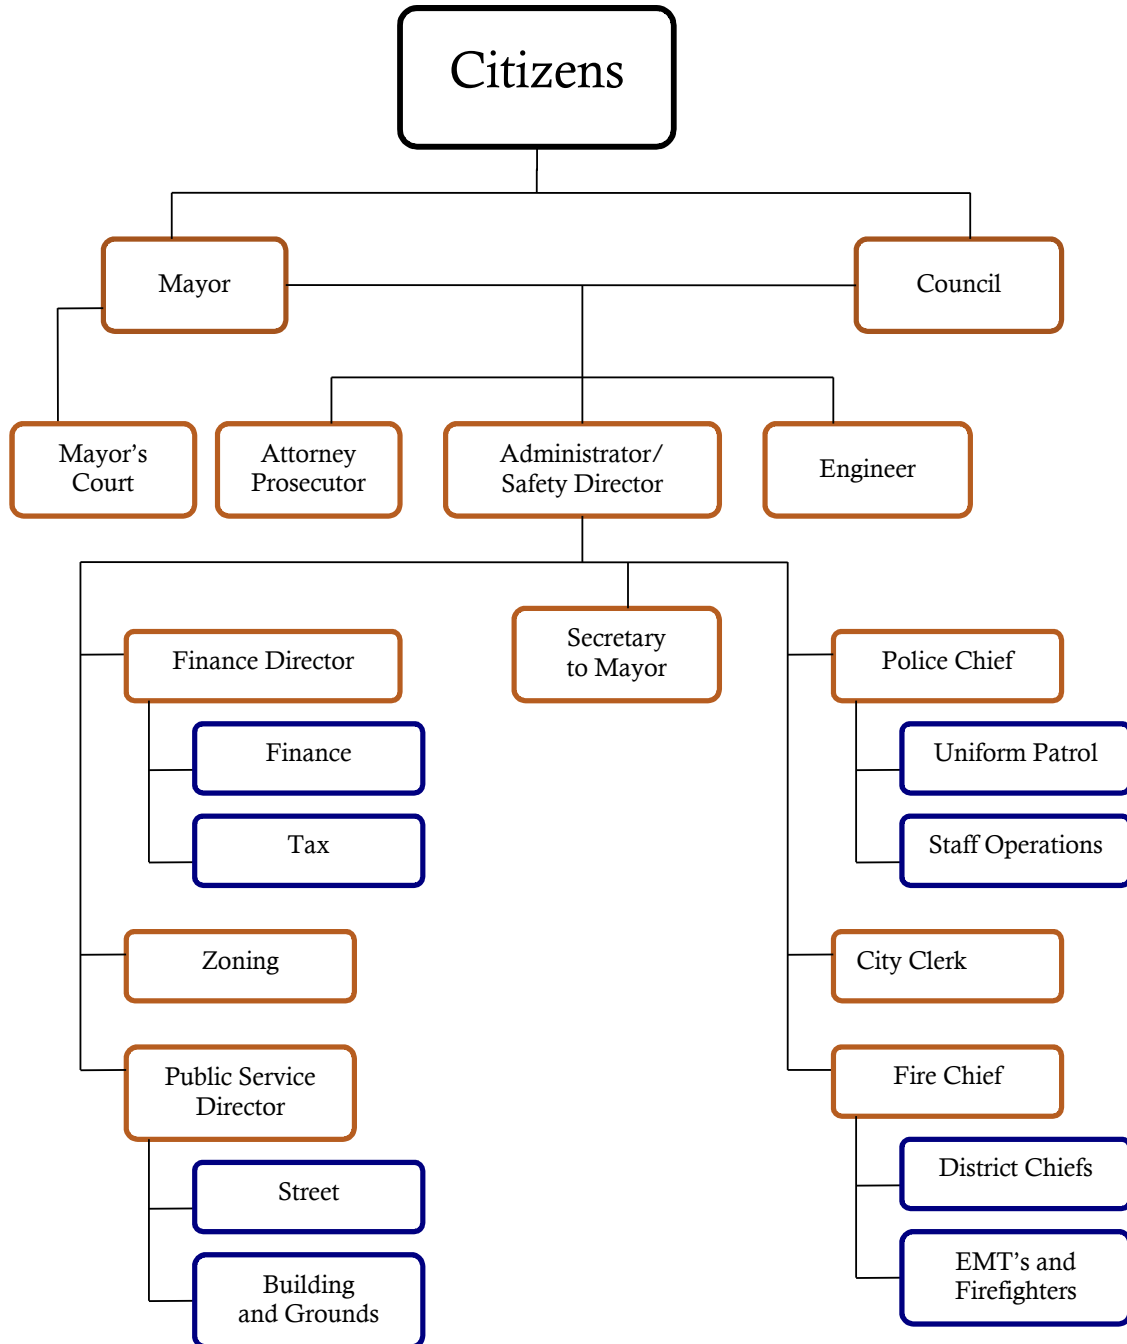 Citizens
Mayor
Council
Mayor’s
Court
Attorney
Prosecutor
Administrator/
Safety Director
Engineer
Secretary
to Mayor
Finance Director
Finance
Tax
Zoning
Public Service
Director
Street
Building
and Grounds
Police Chief
Uniform Patrol
Staff Operations
City Clerk
Fire Chief
District Chiefs
EMT’s and
Firefighters